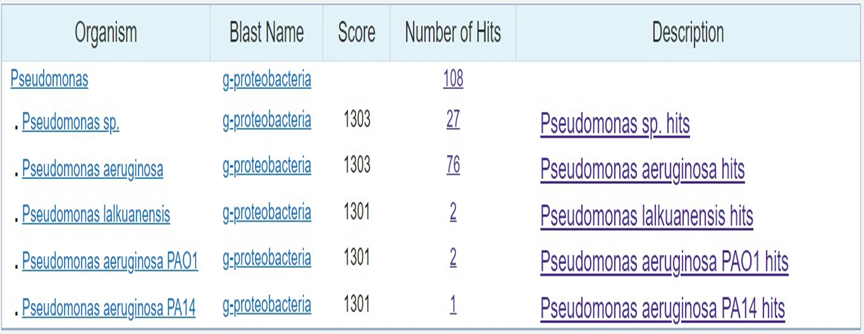 Organism Blast Name Score Number of Hits Description
Pseudomonas g-proteobacteria 108
. Pseudomonas sp. g-proteobacteria 1303 27 Pseudomonas sp. hits
. Pseudomonas aeruginosa g-proteobacteria 1303 76 Pseudomonas aeruginosa hits
. Pseudomonas lalkuanensis g-proteobacteria 1301 2 Pseudomonas lalkuanensis hits
. Pseudomonas aeruginosa PAO1 g-proteobacteria 1301 2 Pseudomonas aeruginosa PAO1 hits
. Pseudomonas aeruginosa PA14 g-proteobacteria 1301 1 Pseudomonas aeruginosa PA14 hits